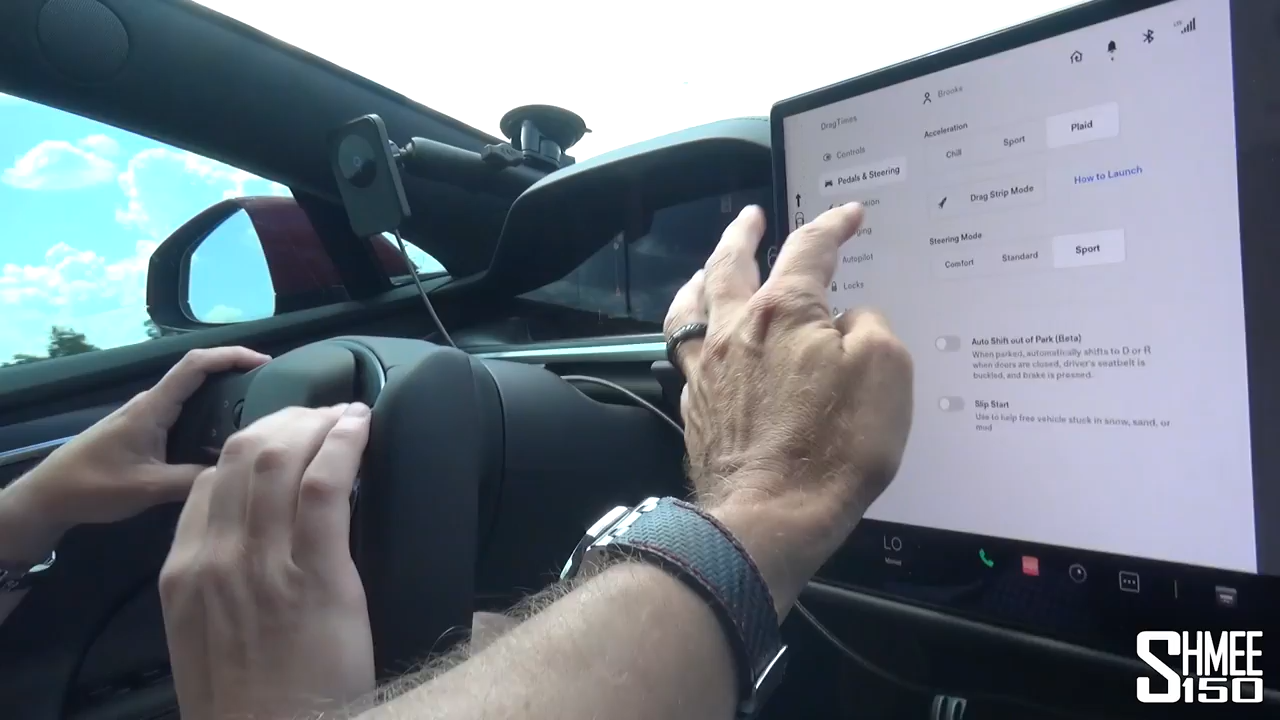 Brooks
DragTimes
Controls
Pedals & Steering
Autopilot
Locks
Acceleration
Chill
Sport
Plaid
Drag Strip Mode
How to Launch
Steering Mode
Comfort
Standard
Sport
Auto Shift out of Park (Beta)
When parked, automatically shifts to D or R
when doors are closed, driver's seatbelt is
buckled, and brake is pressed.
Slip Start
Use to help free vehicle stuck in snow, sand, or
mud
LO
SHMEE
150